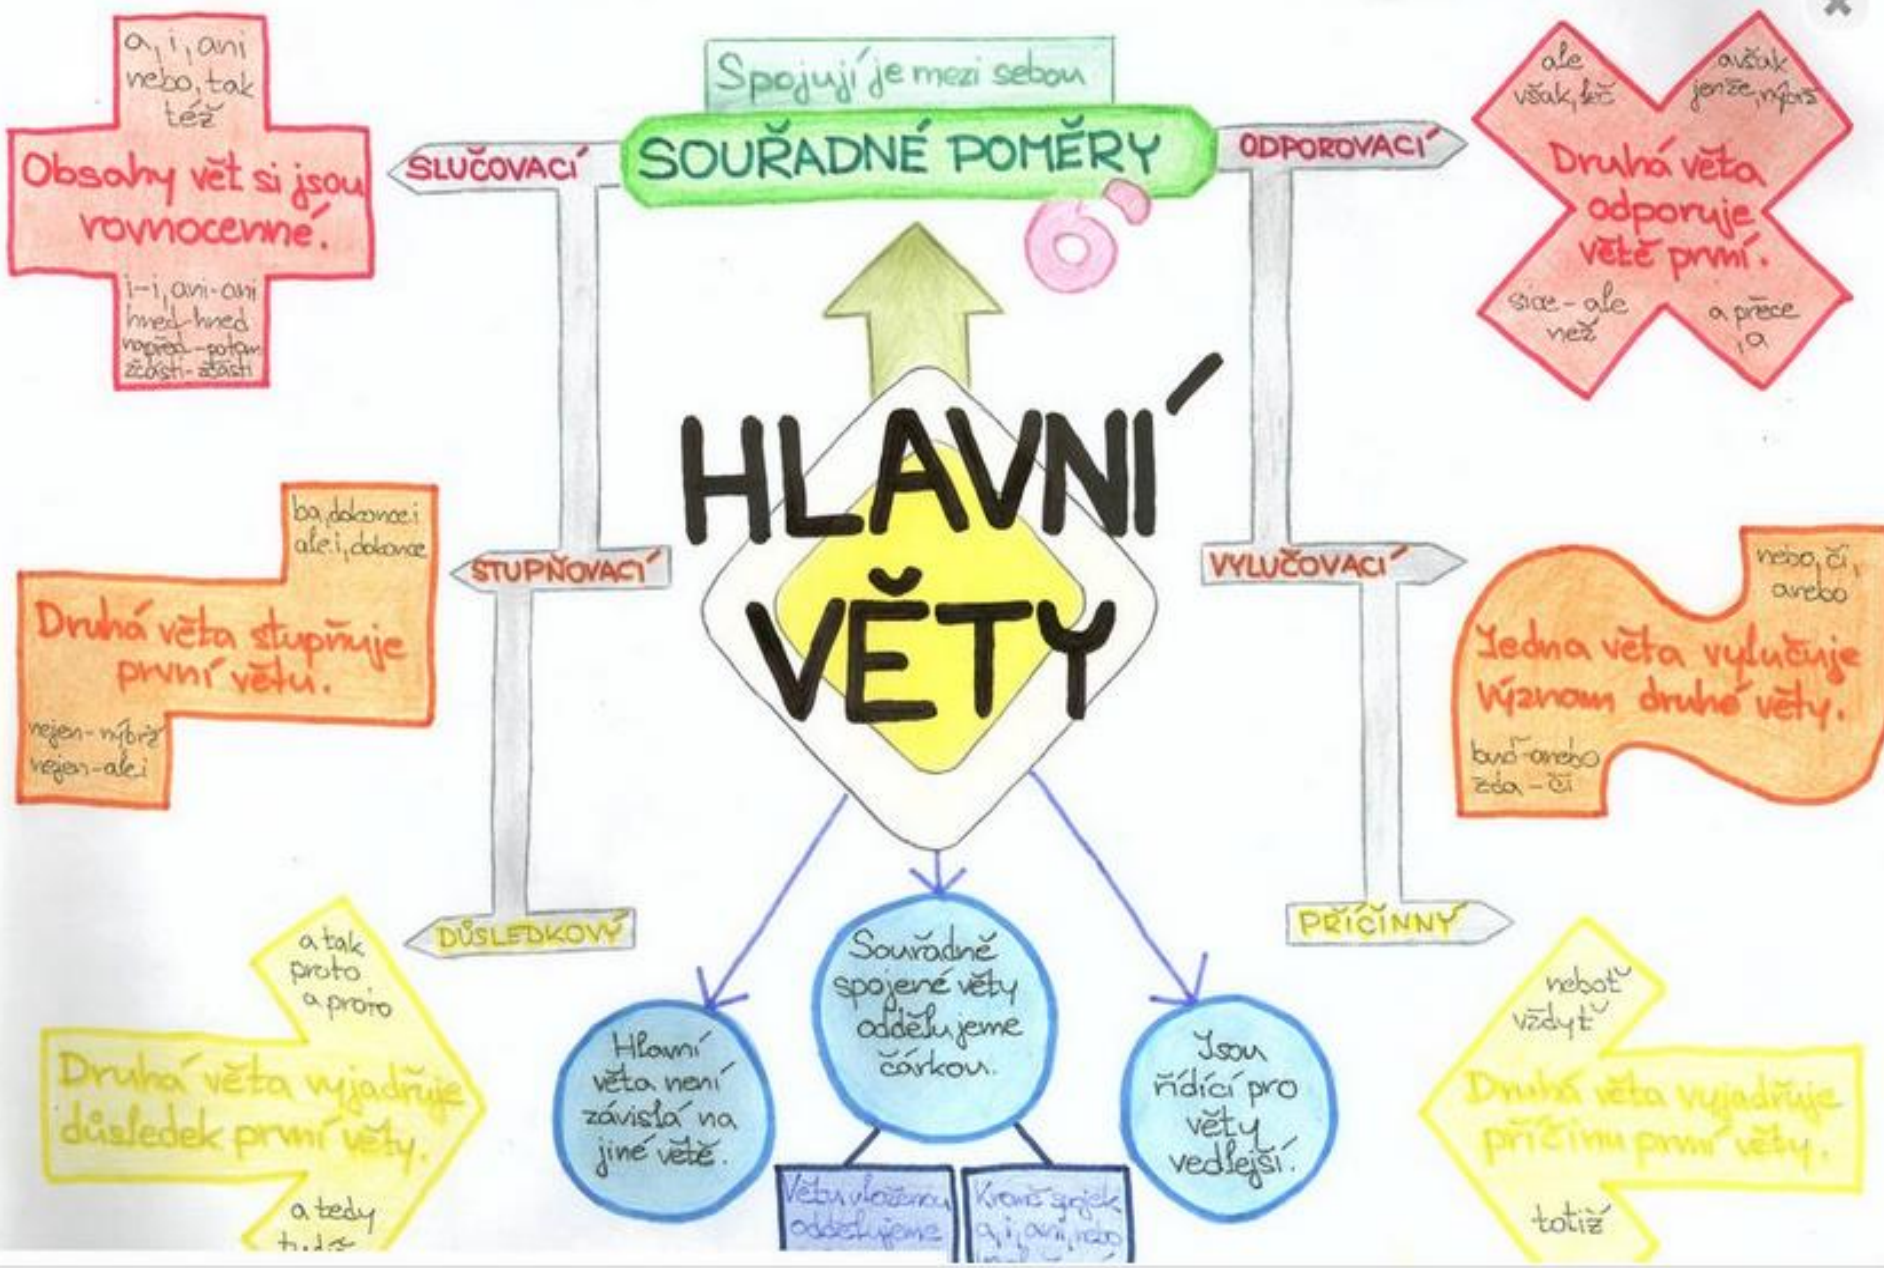 Spojují je mezi sebou
SOUŘADNÉ POMĚRY
6
HLAVNÍ
VĚTY
SLUČOVACÍ
a, i, ani
nebo, tak
též
Obsahy vět si jsou
rovnocenné.
i-i, ani-ani
hned-hned
napřed-potom
zčásti-zčásti
ODPOROVACÍ
ale
však, leč
avšak
jenže, nýbrž
Druhá věta
odporuje
větě první.
sice - ale
než
a přece
, a
STUPŇOVACÍ
ba, dokonce i
ale i, dokonce
Druhá věta stupňuje
první větu.
nejen-nýbrž
nejen-ale i
VYLUČOVACÍ
nebo, či,
anebo
Jedna věta vylučuje
význam druhé věty.
buď-anebo
zda - či
DŮSLEDKOVÝ
a tak
proto
a proto
Druhá věta vyjadřuje
důsledek první věty.
a tedy
PŘÍČINNÝ
neboť
vždyť
Druhá věta vyjadřuje
příčinu první věty.
totiž
Hlavní
věta není
závislá na
jiné větě.
Souřadně
spojené věty
oddělujeme
čárkou.
Jsou
řídící pro
věty
vedlejší.
Větu vloženou
oddělujeme
Kromě spojek
a, i, ani, nebo